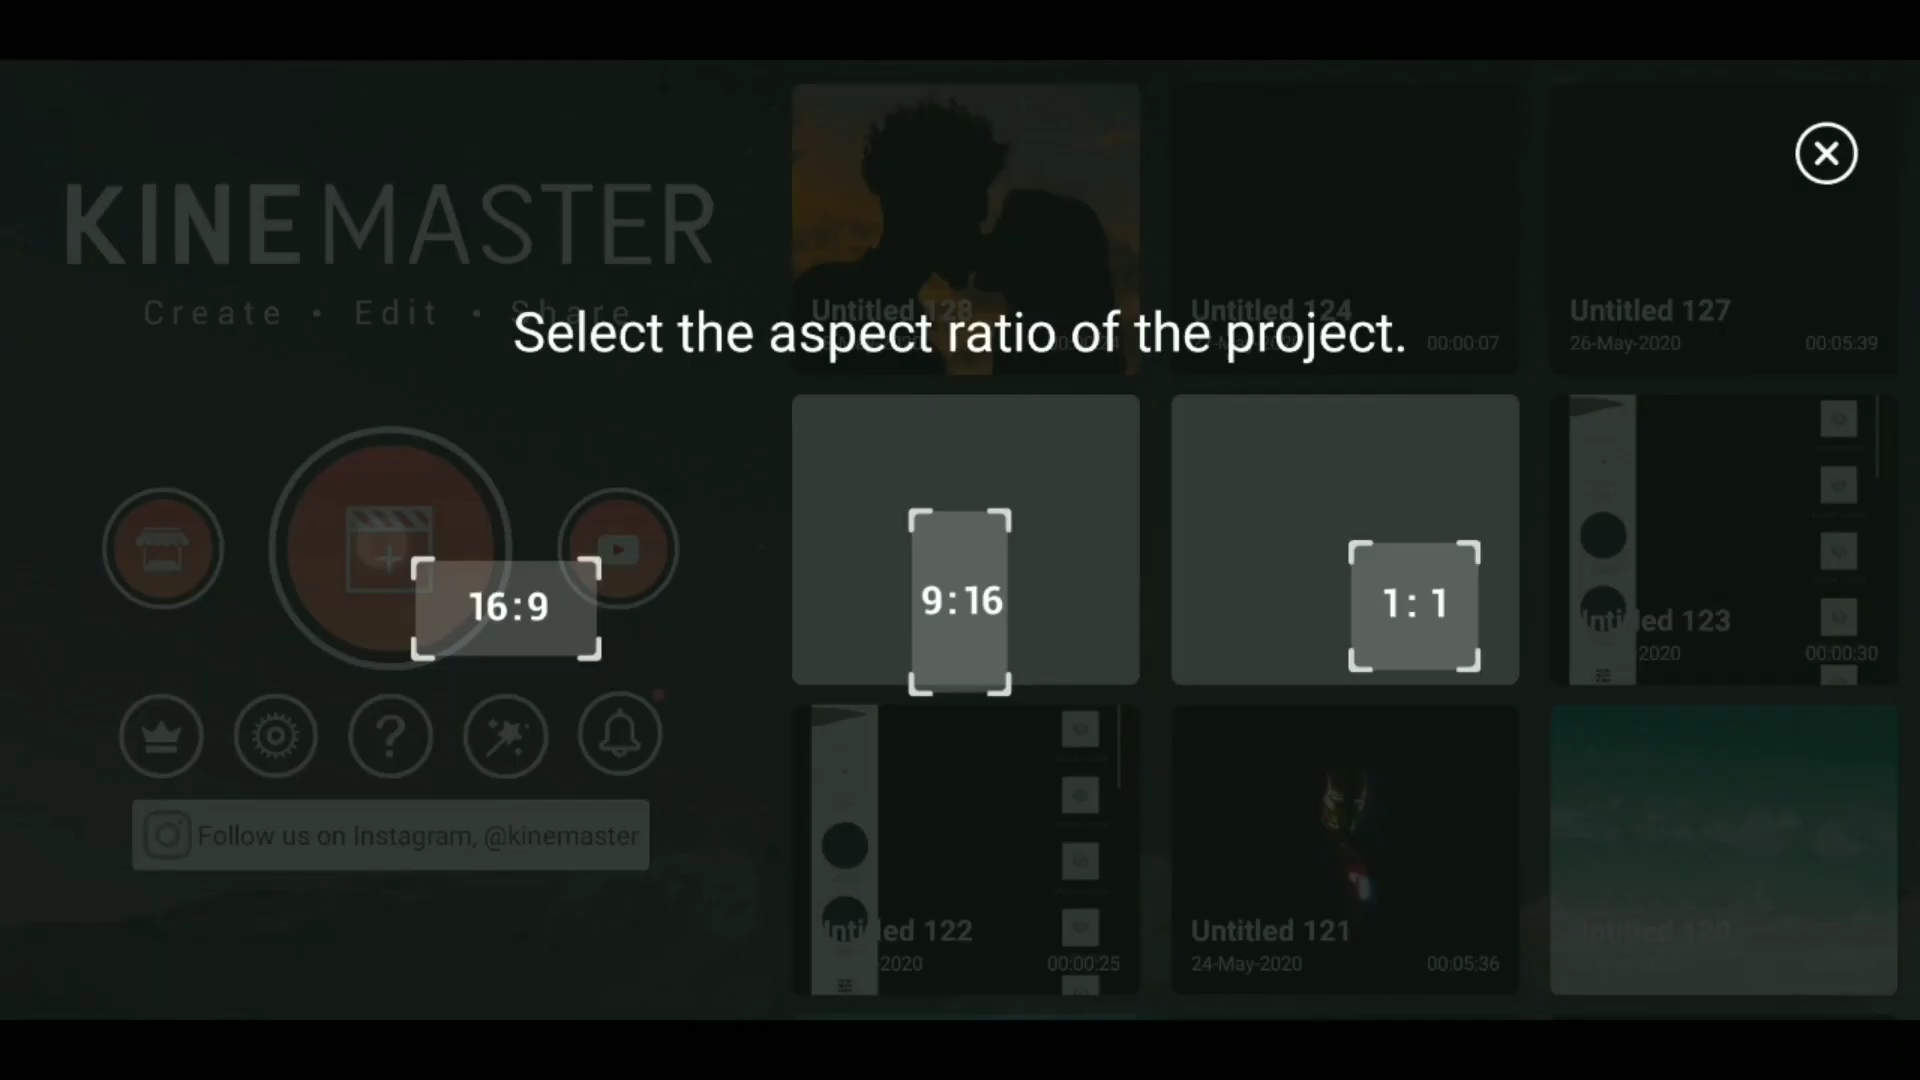 KINEMASTER
Create • Edit • Share
Select the aspect ratio of the project.
16:9
9:16
1:1
Follow us on Instagram, @kinemaster
Untitled 128
Untitled 124
00:00:07
Untitled 127
26-May-2020
00:05:39
Untitled 123
2020
00:00:30
Untitled 122
2020
00:00:25
Untitled 121
24-May-2020
00:05:36
Untitled 120